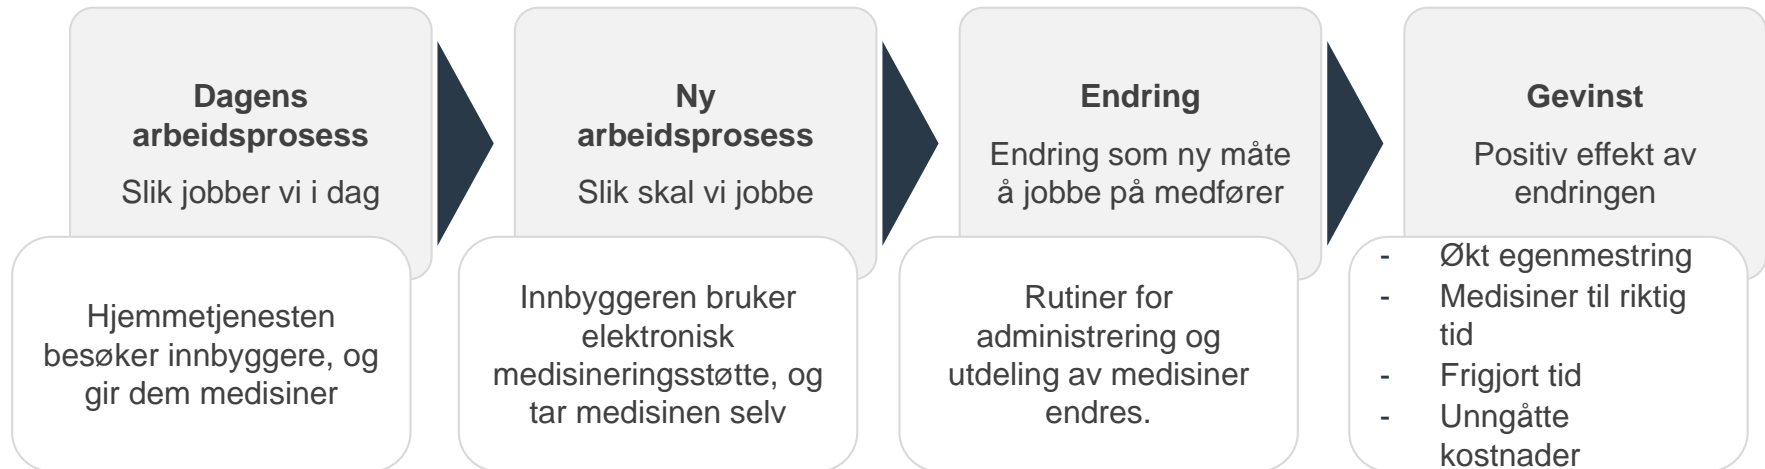 Dagens
arbeidsprosess
Slik jobber vi i dag
Hjemmetjenesten
besøker innbyggere, og
gir dem medisiner
Ny
arbeidsprosess
Slik skal vi jobbe
Innbyggeren bruker
elektronisk
medisineringsstøtte, og
tar medisinen selv
Endring
Endring som ny måte
å jobbe på medfører
Rutiner for
administrering og
utdeling av medisiner
endres.
Gevinst
Positiv effekt av
endringen
- Økt egenmestring
- Medisiner til riktig
tid
- Frigjort tid
- Unngåtte
kostnader